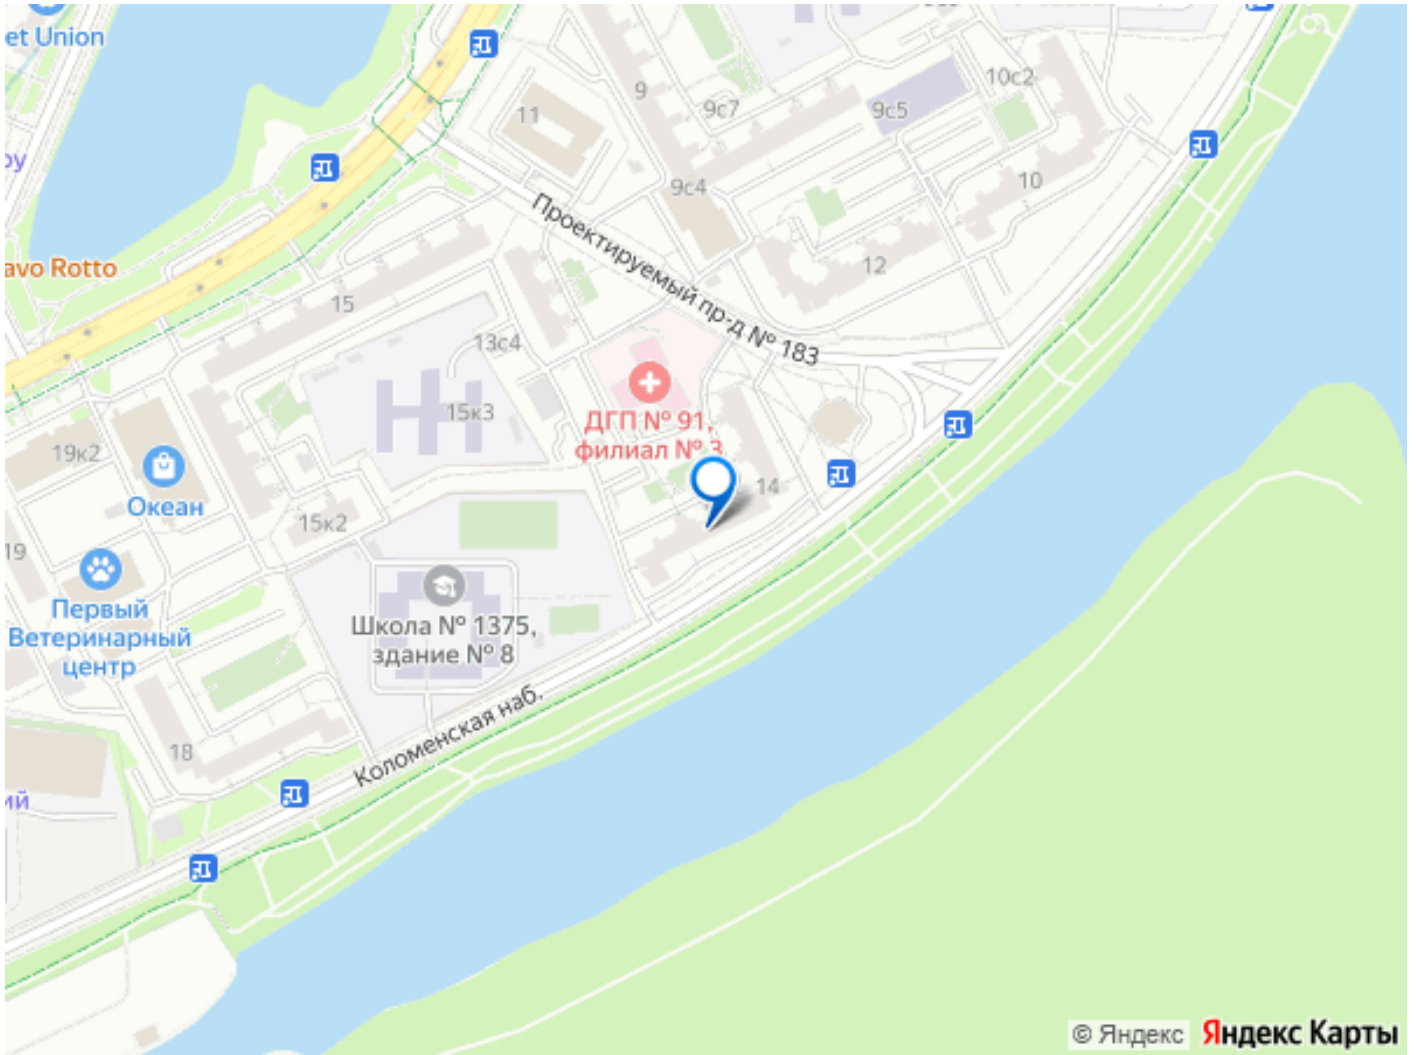 et Union
11
9
9с7
9с5
10с2
ру
9с4
10
Проектируемый пр-д № 183
12
avo Rotto
15
13с4
15к3
ДГП № 91,
филиал № 3
19к2
14
Океан
15к2
19
Первый
Ветеринарный
центр
Школа № 1375,
здание № 8
Коломенская наб.
18
ий
© Яндекс
Яндекс Карты